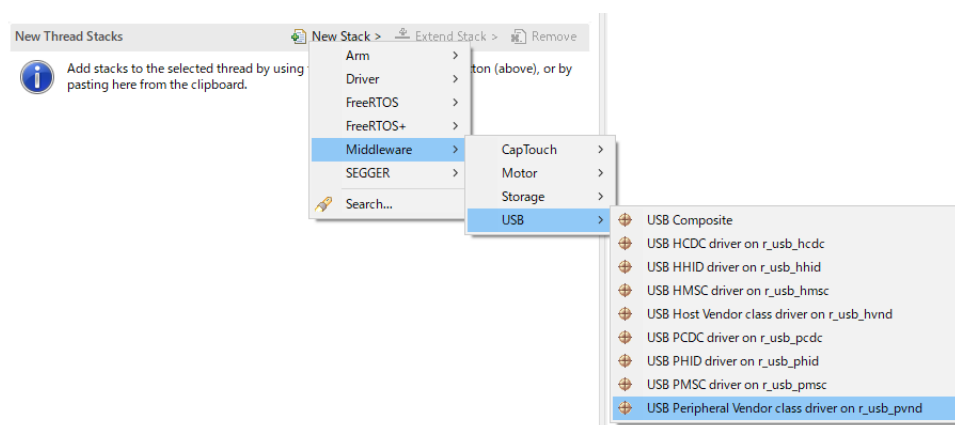 New Thread Stacks
New Stack >
Extend Stack >
Remove
Add stacks to the selected thread by using
tton (above), or by
pasting here from the clipboard.
Arm
Driver
FreeRTOS
FreeRTOS+
Middleware
SEGGER
Search...
CapTouch
Motor
Storage
USB
USB Composite
USB HCDC driver on r_usb_hcdc
USB HHID driver on r_usb_hhid
USB HMSC driver on r_usb_hmsc
USB Host Vendor class driver on r_usb_hvnd
USB PCDC driver on r_usb_pcdc
USB PHID driver on r_usb_phid
USB PMSC driver on r_usb_pmsc
USB Peripheral Vendor class driver on r_usb_pvnd